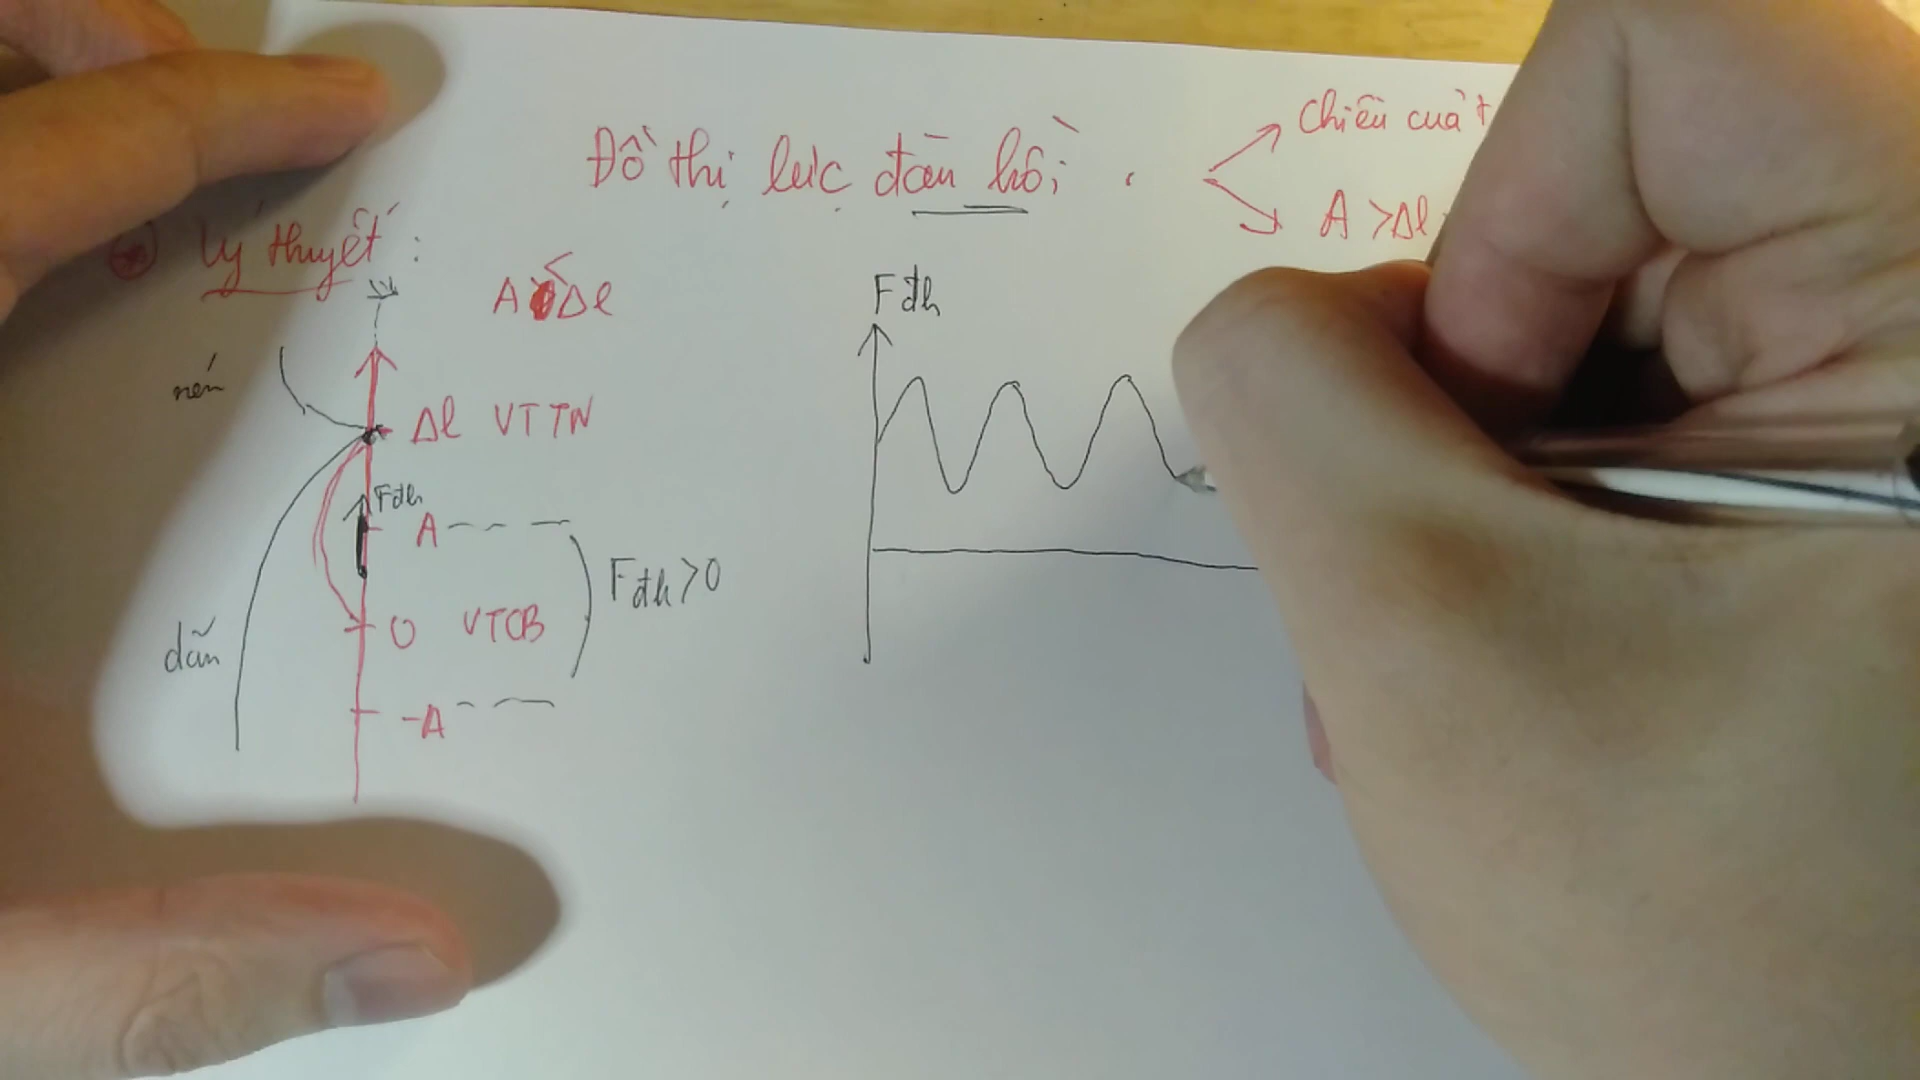 Đồ thị lực đàn hồi.
Chiều của
A > Δl
Lý thuyết:
A < Δl
Fđh
nén
Δl VTTN
Fđh
A
Fđh > 0
O VTCB
dãn
-A